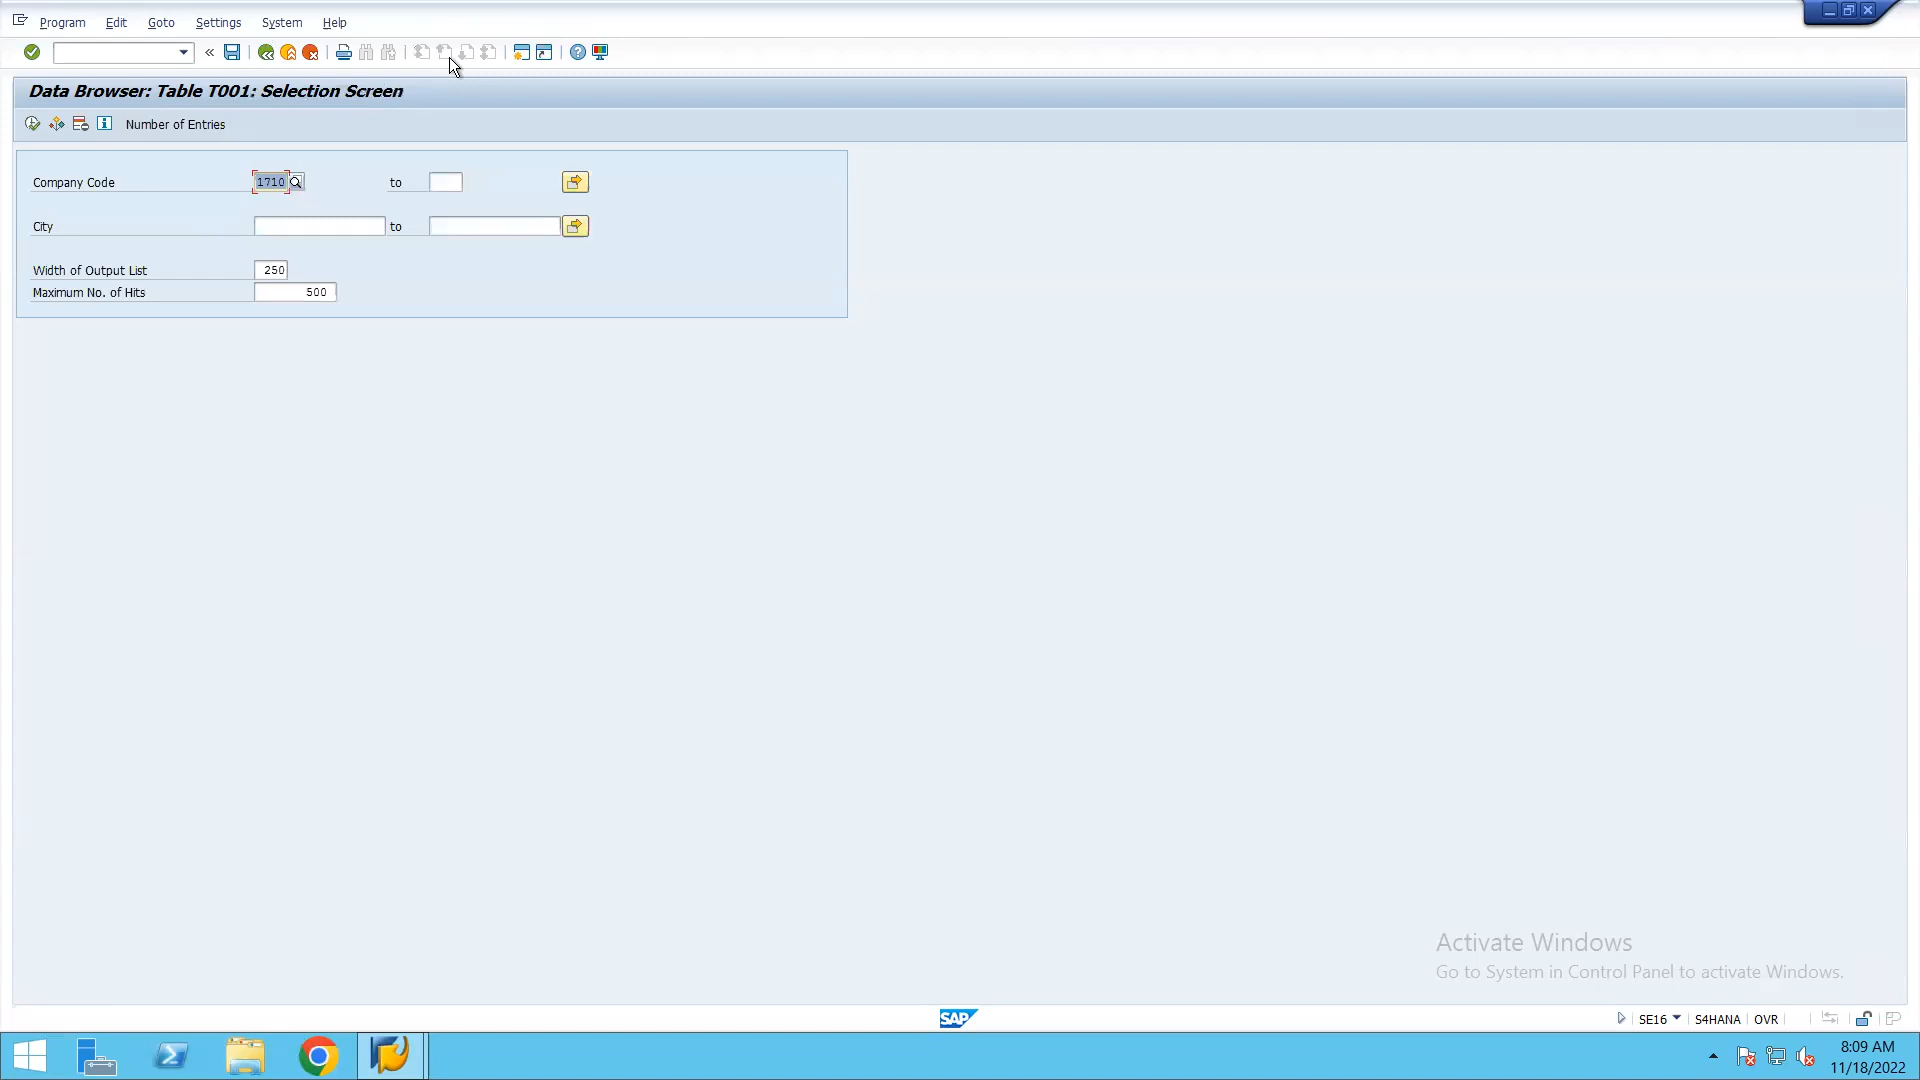 Program Edit Goto Settings System Help
Data Browser: Table T001: Selection Screen
Number of Entries
Company Code 1710 to
City to
Width of Output List 250
Maximum No. of Hits 500
Activate Windows
Go to System in Control Panel to activate Windows.
SAP SE16 S4HANA OVR
8:09 AM
11/18/2022